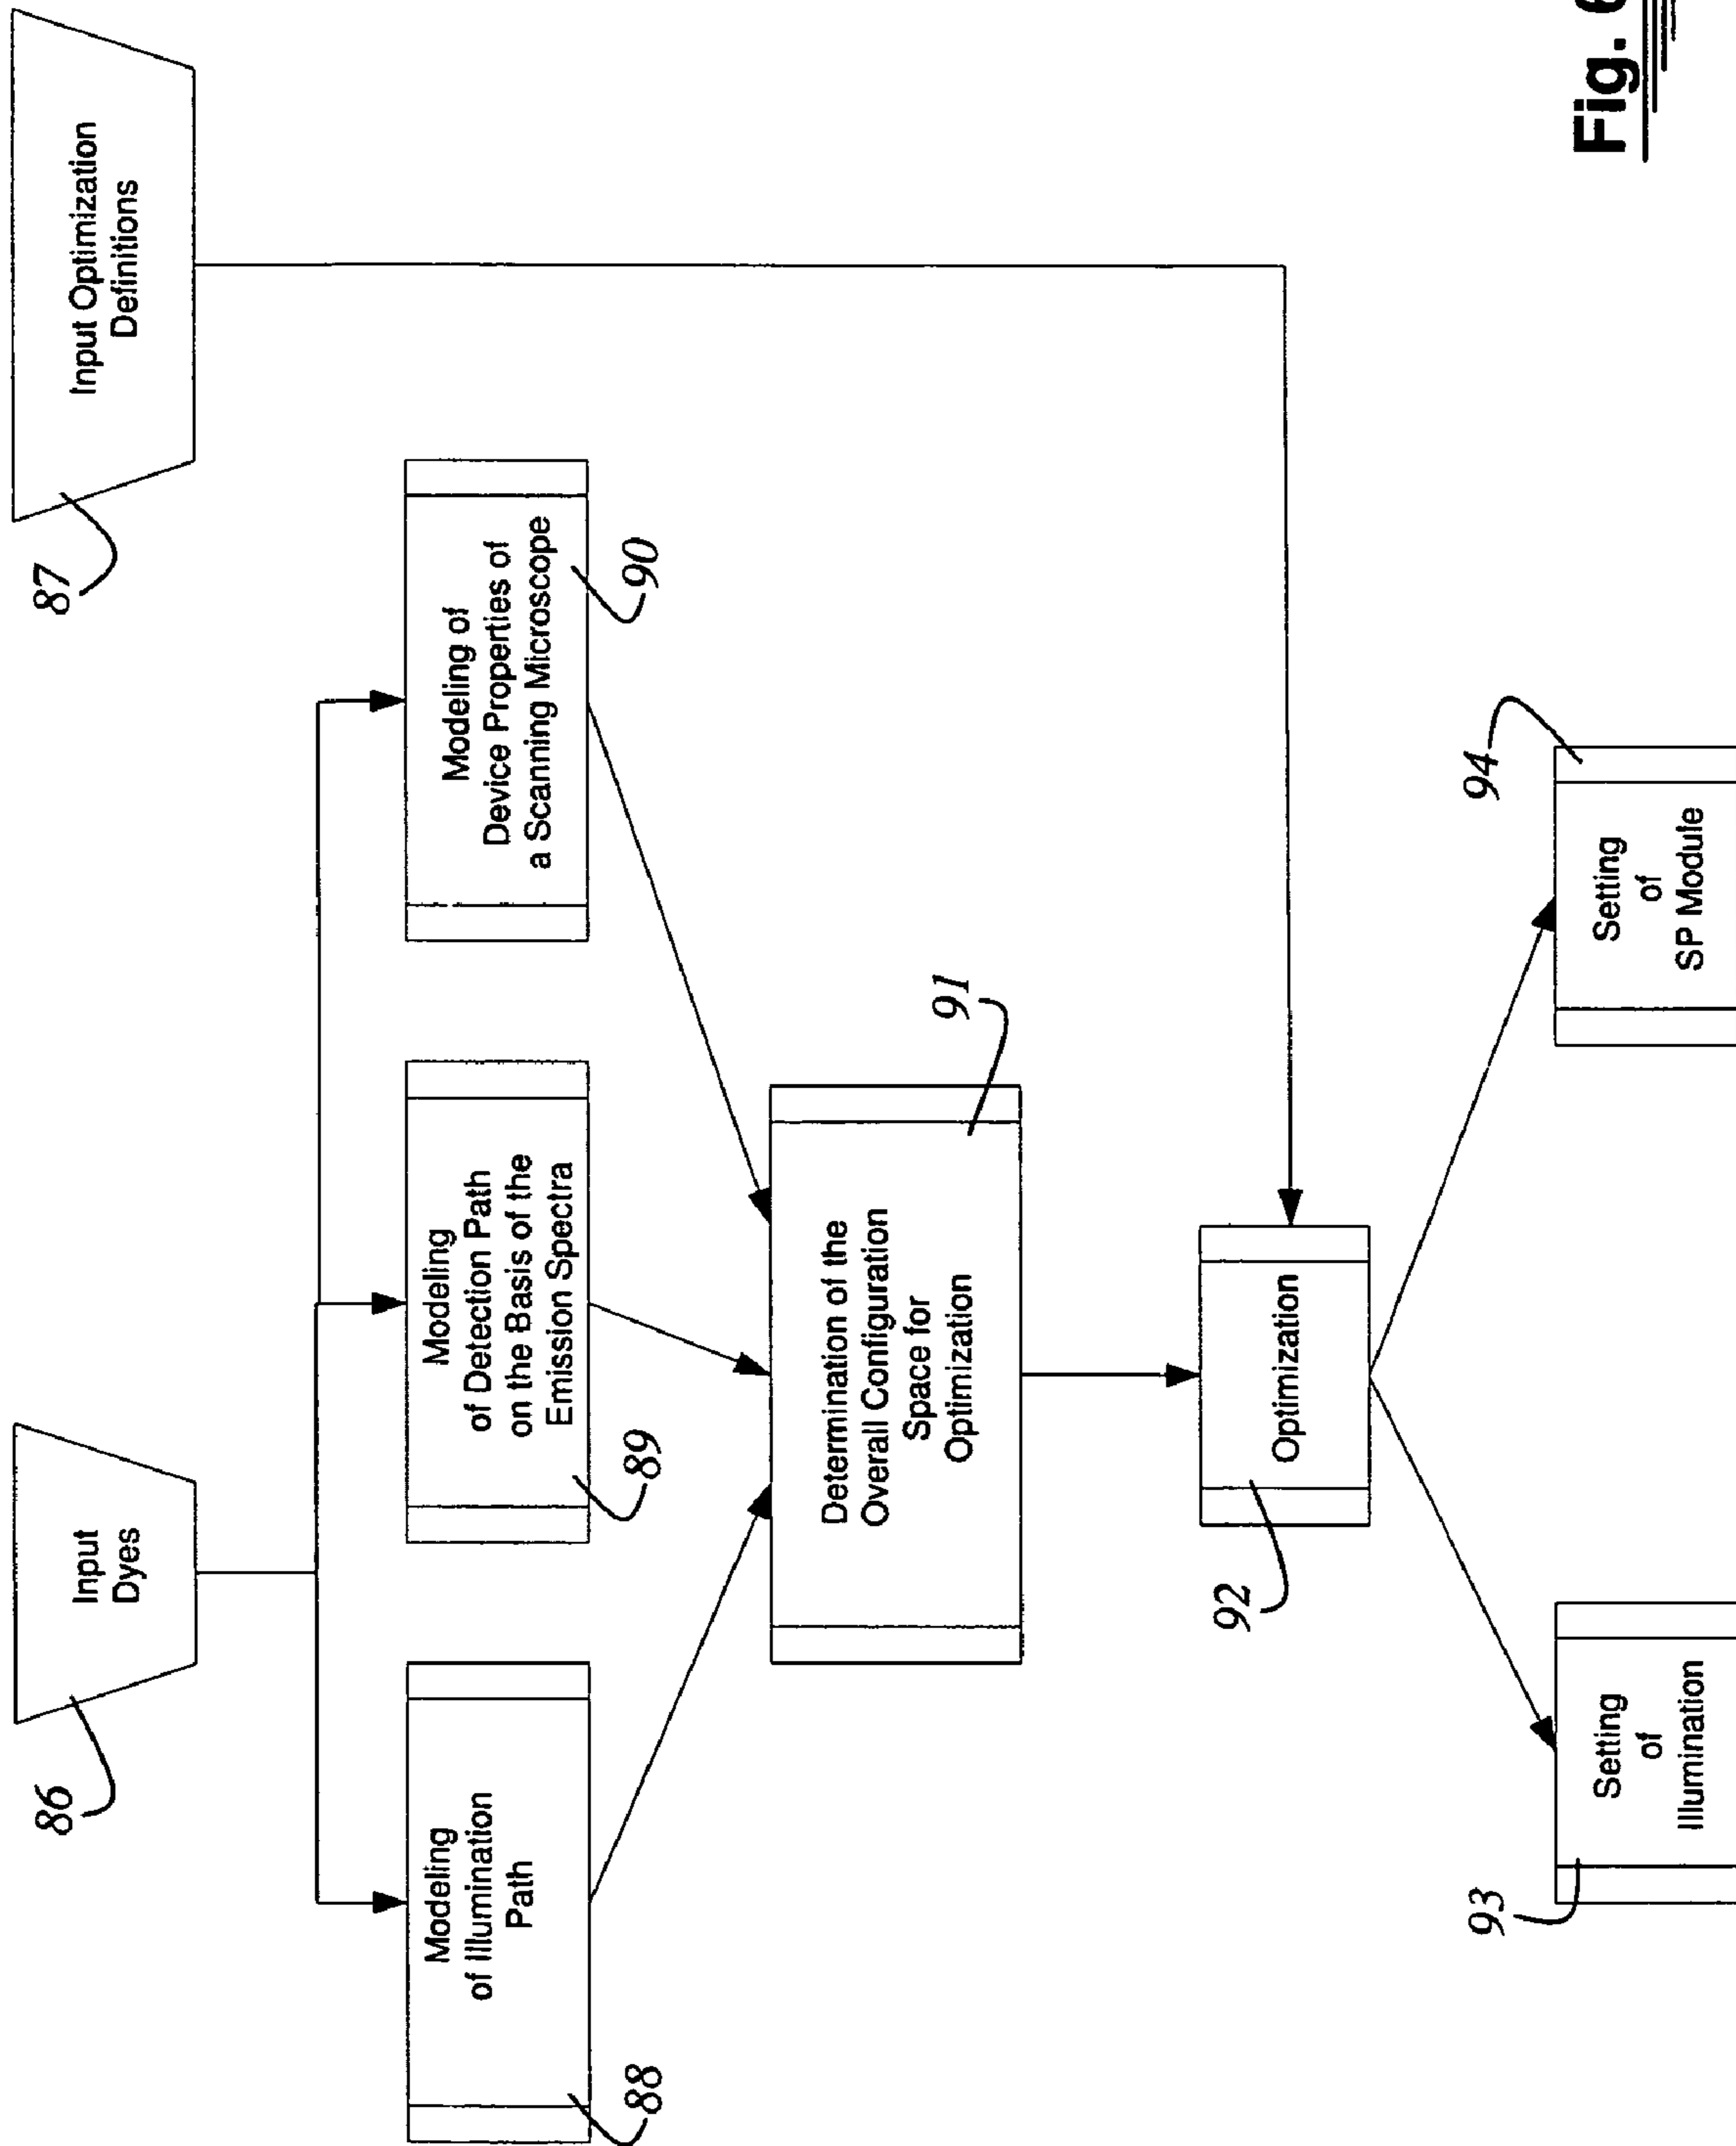 86
Input
Dyes
87
Input Optimization
Definitions
88
Modeling
of Illumination
Path
89
Modeling
of Detection Path
on the Basis of the
Emission Spectra
90
Modeling of
Device Properties of
a Scanning Microscope
91
Determination of the
Overall Configuration
Space for
Optimization
92
Optimization
93
Setting
of
Illumination
94
Setting
of
SP Module
Fig. 6